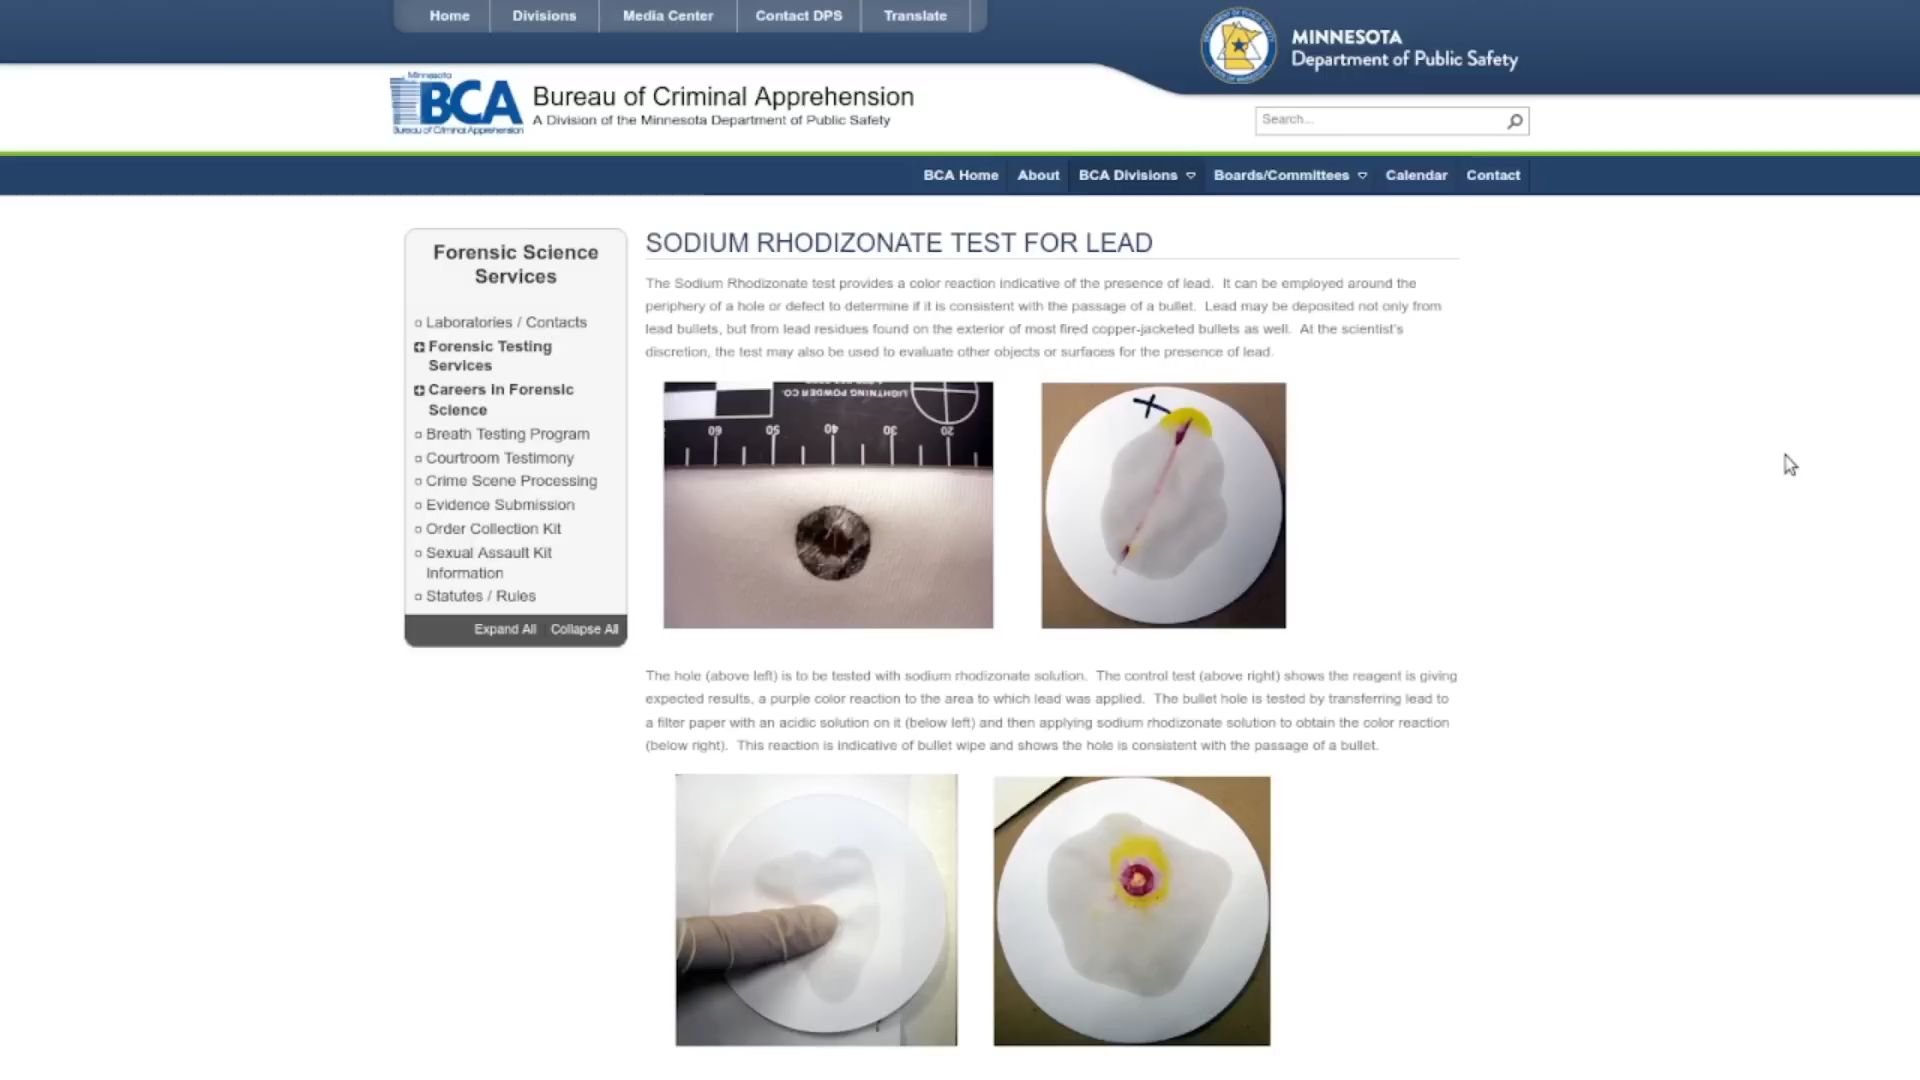 Home Divisions Media Center Contact DPS Translate
MINNESOTA
Department of Public Safety
Minnesota
BCA
Bureau of Criminal Apprehension
Bureau of Criminal Apprehension
A Division of the Minnesota Department of Public Safety
Search...
BCA Home About BCA Divisions Boards/Committees Calendar Contact
Forensic Science
Services
Laboratories / Contacts
Forensic Testing
Services
Careers in Forensic
Science
Breath Testing Program
Courtroom Testimony
Crime Scene Processing
Evidence Submission
Order Collection Kit
Sexual Assault Kit
Information
Statutes / Rules
Expand All Collapse All
SODIUM RHODIZONATE TEST FOR LEAD
The Sodium Rhodizonate test provides a color reaction indicative of the presence of lead. It can be employed around the
periphery of a hole or defect to determine if it is consistent with the passage of a bullet. Lead may be deposited not only from
lead bullets, but from lead residues found on the exterior of most fired copper-jacketed bullets as well. At the scientist's
discretion, the test may also be used to evaluate other objects or surfaces for the presence of lead.
LIGHTNING POWDER CO.
60 50 40 30 20
The hole (above left) is to be tested with sodium rhodizonate solution. The control test (above right) shows the reagent is giving
expected results, a purple color reaction to the area to which lead was applied. The bullet hole is tested by transferring lead to
a filter paper with an acidic solution on it (below left) and then applying sodium rhodizonate solution to obtain the color reaction
(below right). This reaction is indicative of bullet wipe and shows the hole is consistent with the passage of a bullet.